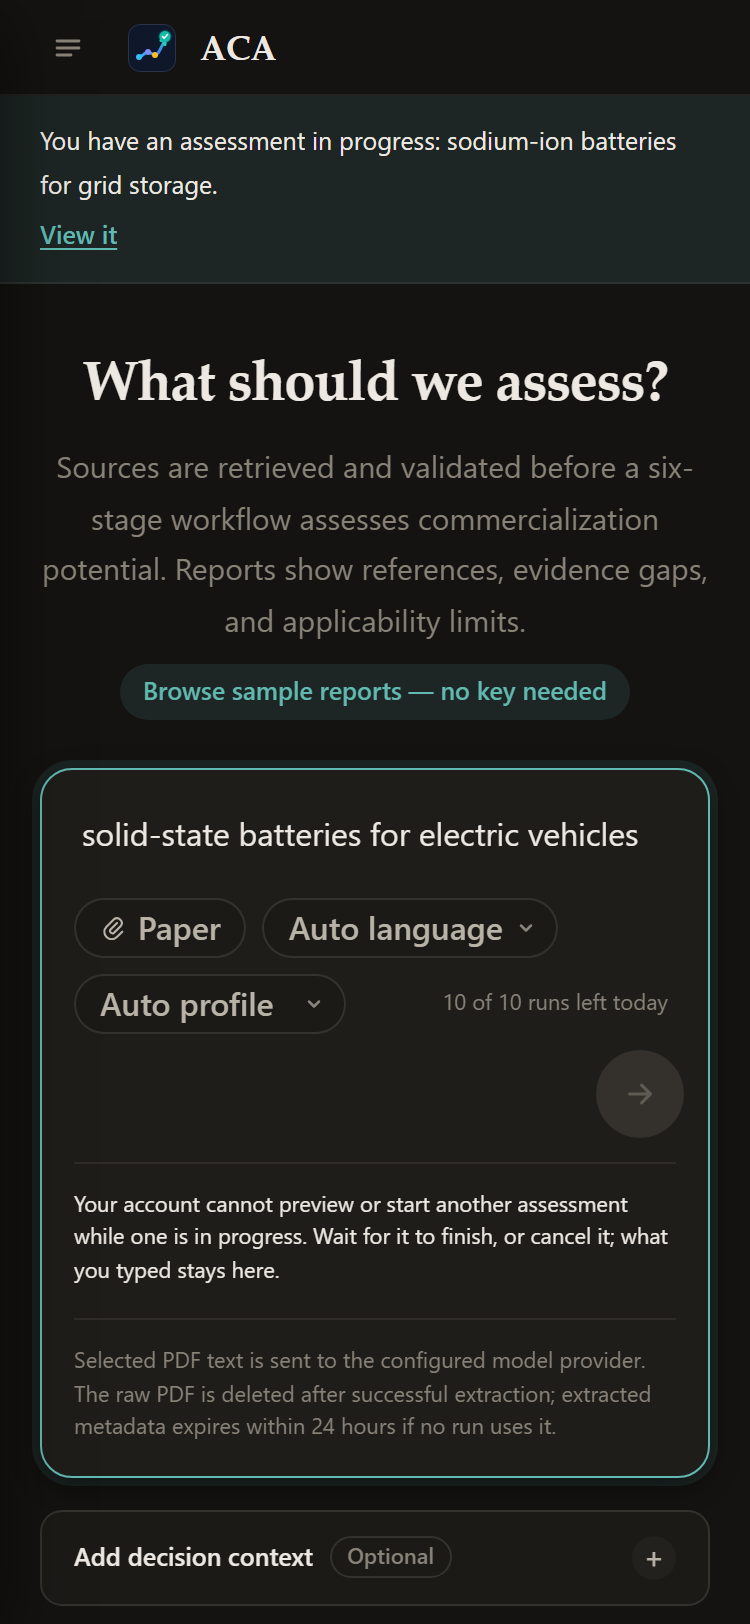 ACA
You have an assessment in progress: sodium-ion batteries
for grid storage.
View it
What should we assess?
Sources are retrieved and validated before a six-
stage workflow assesses commercialization
potential. Reports show references, evidence gaps,
and applicability limits.
Browse sample reports — no key needed
solid-state batteries for electric vehicles
Paper
Auto language
Auto profile
10 of 10 runs left today
Your account cannot preview or start another assessment
while one is in progress. Wait for it to finish, or cancel it; what
you typed stays here.
Selected PDF text is sent to the configured model provider.
The raw PDF is deleted after successful extraction; extracted
metadata expires within 24 hours if no run uses it.
Add decision context
Optional
+